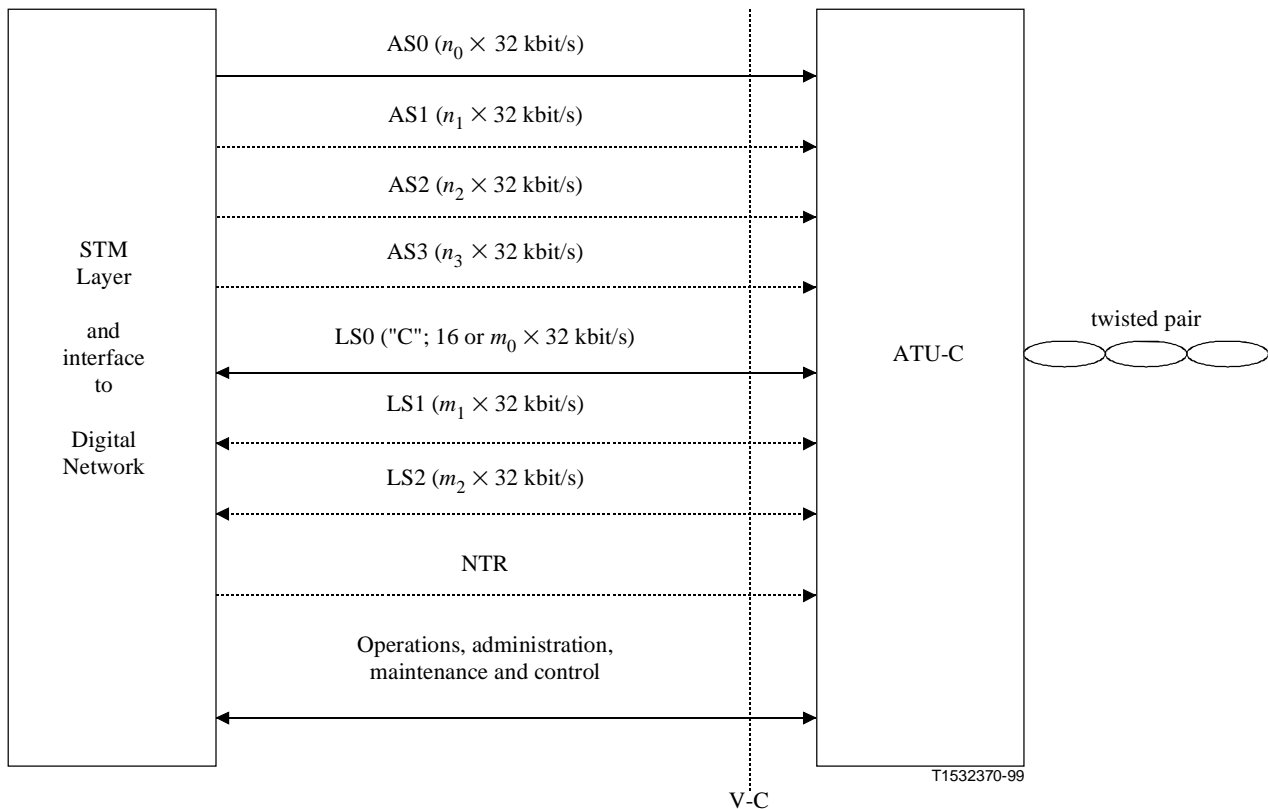 AS0 (n0 × 32 kbit/s)
AS1 (n1 × 32 kbit/s)
AS2 (n2 × 32 kbit/s)
AS3 (n3 × 32 kbit/s)
STM
Layer
and
interface
to
Digital
Network
LS0 ("C"; 16 or m0 × 32 kbit/s)
LS1 (m1 × 32 kbit/s)
LS2 (m2 × 32 kbit/s)
NTR
Operations, administration,
maintenance and control
ATU-C
twisted pair
T1532370-99
V-C